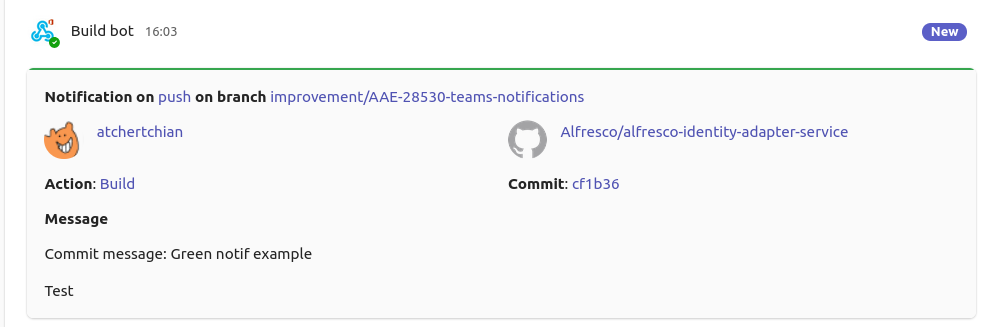 Build bot 16:03 New
Notification on push on branch improvement/AAE-28530-teams-notifications
atchertchian Alfresco/alfresco-identity-adapter-service
Action: Build Commit: cf1b36
Message
Commit message: Green notif example
Test